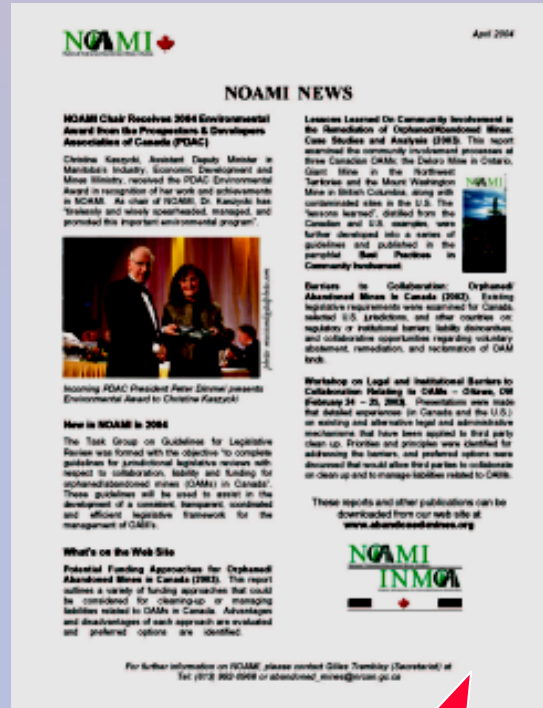 NOAMI
April 2004
NOAMI NEWS
NOAMI Chair Receives 2004 Environmental
Award from the Prospectors & Developers
Association of Canada (PDAC)
Christine Kaszycki, Assistant Deputy Minister in
Manitoba's Industry, Economic Development and
Mines Ministry, received the PDAC Environmental
Award in recognition of her work and achievements
in NOAMI. As chair of NOAMI, Dr. Kaszycki has
"tirelessly and wisely spearheaded, managed, and
promoted this important environmental program".
Incoming PDAC President Peter Dimmel presents
Environmental Award to Christine Kaszycki
New in NOAMI in 2004
The Task Group on Guidelines for Legislative
Review was formed with the objective "to complete
guidelines for jurisdictional legislative reviews with
respect to collaboration, liability and funding for
orphaned/abandoned mines (OAMs) in Canada".
These guidelines will be used to assist in the
development of a consistent, transparent, coordinated
and efficient legislative framework for the
management of OAM's.
What's on the Web Site
Potential Funding Approaches for Orphaned/
Abandoned Mines in Canada (2003). This report
outlines a variety of funding approaches that could
be considered for cleaning-up or managing
liabilities related to OAMs in Canada. Advantages
and disadvantages of each approach are evaluated
and preferred options are identified.
Lessons Learned On Community Involvement in
the Remediation of Orphaned/Abandoned Mines:
Case Studies and Analysis (2003). This report
examined the community involvement processes at
three Canadian OAMs; the Deloro Mine in Ontario,
Giant Mine in the Northwest
Territories and the Mount Washington
Mine in British Columbia, along with
contaminated sites in the U.S. The
"lessons learned", distilled from the
Canadian and U.S. examples, were
further developed into a series of
guidelines and published in the
pamphlet Best Practices in
Community Involvement.
NOAMI
Barriers to Collaboration: Orphaned/
Abandoned Mines in Canada (2002). Existing
legislative requirements were examined for Canada,
selected U.S. jurisdictions, and other countries on:
regulatory or institutional barriers; liability disincentives,
and collaborative opportunities regarding voluntary
abatement, remediation, and reclamation of OAM
lands.
Workshop on Legal and Institutional Barriers to
Collaboration Relating to OAMs – Ottawa, ON
(February 24 – 25, 2003). Presentations were made
that detailed experiences (in Canada and the U.S.)
on existing and alternative legal and administrative
mechanisms that have been applied to third party
clean up. Priorities and principles were identified for
addressing the barriers, and preferred options were
discussed that would allow third parties to collaborate
on clean up and to manage liabilities related to OAMs.
These reports and other publications can be
downloaded from our web site at
www.abandoned-mines.org
NOAMI
INMOA
For further information on NOAMI, please contact Gilles Tremblay (Secretariat) at
Tel: (613) 992-0968 or abandoned_mines@nrcan.gc.ca